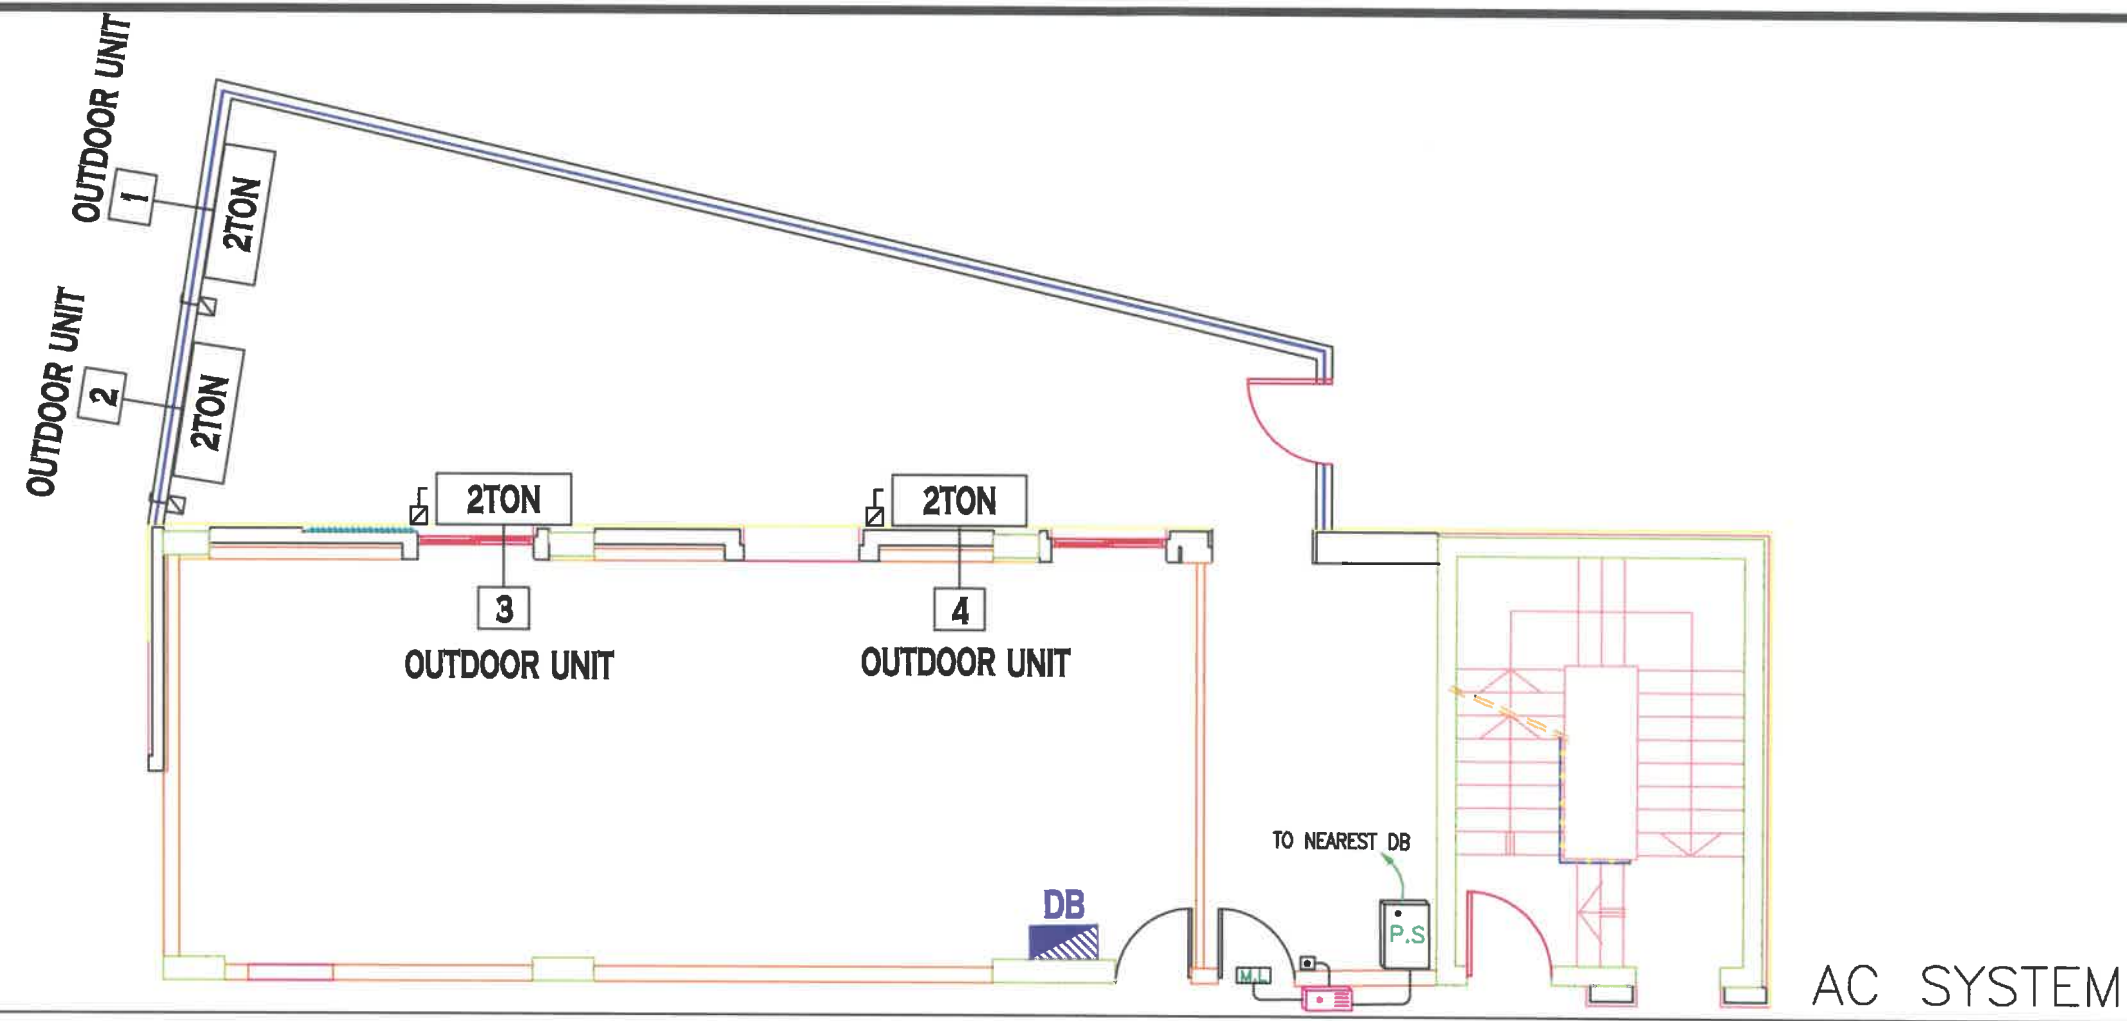 OUTDOOR UNIT
1
2TON
OUTDOOR UNIT
2
2TON
2TON
3
OUTDOOR UNIT
2TON
4
OUTDOOR UNIT
TO NEAREST DB
DB
P.S
M.L
AC SYSTEM